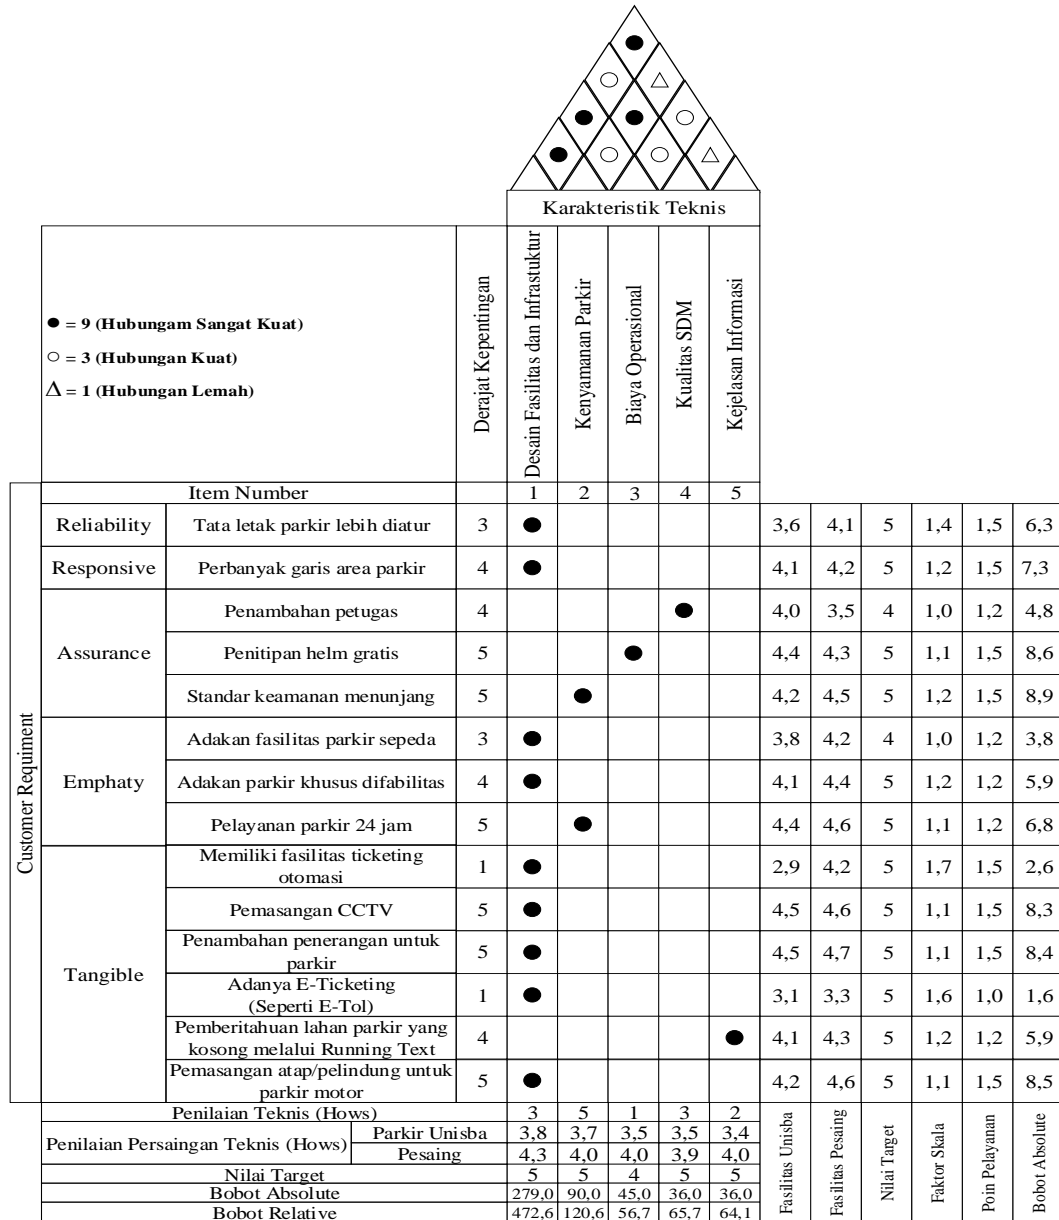 Karakteristik Teknis
● = 9 (Hubungam Sangat Kuat)
○ = 3 (Hubungan Kuat)
△ = 1 (Hubungan Lemah)
Derajat Kepentingan
Desain Fasilitas dan Infrastuktur
Kenyamanan Parkir
Biaya Operasional
Kualitas SDM
Kejelasan Informasi
Item Number 1 2 3 4 5
Customer Requiment
Reliability Tata letak parkir lebih diatur 3 ● 3,6 4,1 5 1,4 1,5 6,3
Responsive Perbanyak garis area parkir 4 ● 4,1 4,2 5 1,2 1,5 7,3
Assurance
Penambahan petugas 4 ● 4,0 3,5 4 1,0 1,2 4,8
Penitipan helm gratis 5 ● 4,4 4,3 5 1,1 1,5 8,6
Standar keamanan menunjang 5 ● 4,2 4,5 5 1,2 1,5 8,9
Emphaty
Adakan fasilitas parkir sepeda 3 ● 3,8 4,2 4 1,0 1,2 3,8
Adakan parkir khusus difabilitas 4 ● 4,1 4,4 5 1,2 1,2 5,9
Pelayanan parkir 24 jam 5 ● 4,4 4,6 5 1,1 1,2 6,8
Tangible
Memiliki fasilitas ticketing
otomasi 1 ● 2,9 4,2 5 1,7 1,5 2,6
Pemasangan CCTV 5 ● 4,5 4,6 5 1,1 1,5 8,3
Penambahan penerangan untuk
parkir 5 ● 4,5 4,7 5 1,1 1,5 8,4
Adanya E-Ticketing
(Seperti E-Tol) 1 ● 3,1 3,3 5 1,6 1,0 1,6
Pemberitahuan lahan parkir yang
kosong melalui Running Text 4 ● 4,1 4,3 5 1,2 1,2 5,9
Pemasangan atap/pelindung untuk
parkir motor 5 ● 4,2 4,6 5 1,1 1,5 8,5
Penilaian Teknis (Hows) 3 5 1 3 2
Penilaian Persaingan Teknis (Hows)
Parkir Unisba 3,8 3,7 3,5 3,5 3,4
Pesaing 4,3 4,0 4,0 3,9 4,0
Nilai Target 5 5 4 5 5
Bobot Absolute 279,0 90,0 45,0 36,0 36,0
Bobot Relative 472,6 120,6 56,7 65,7 64,1
Fasilitas Unisba
Fasilitas Pesaing
Nilai Target
Faktor Skala
Poin Pelayanan
Bobot Absolute